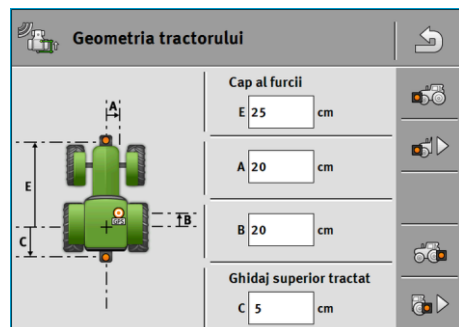 Geometria tractorului
Cap al furcii
E 25 cm
A 20 cm
B 20 cm
Ghidaj superior tractat
C 5 cm
A
E
B
C
GPS